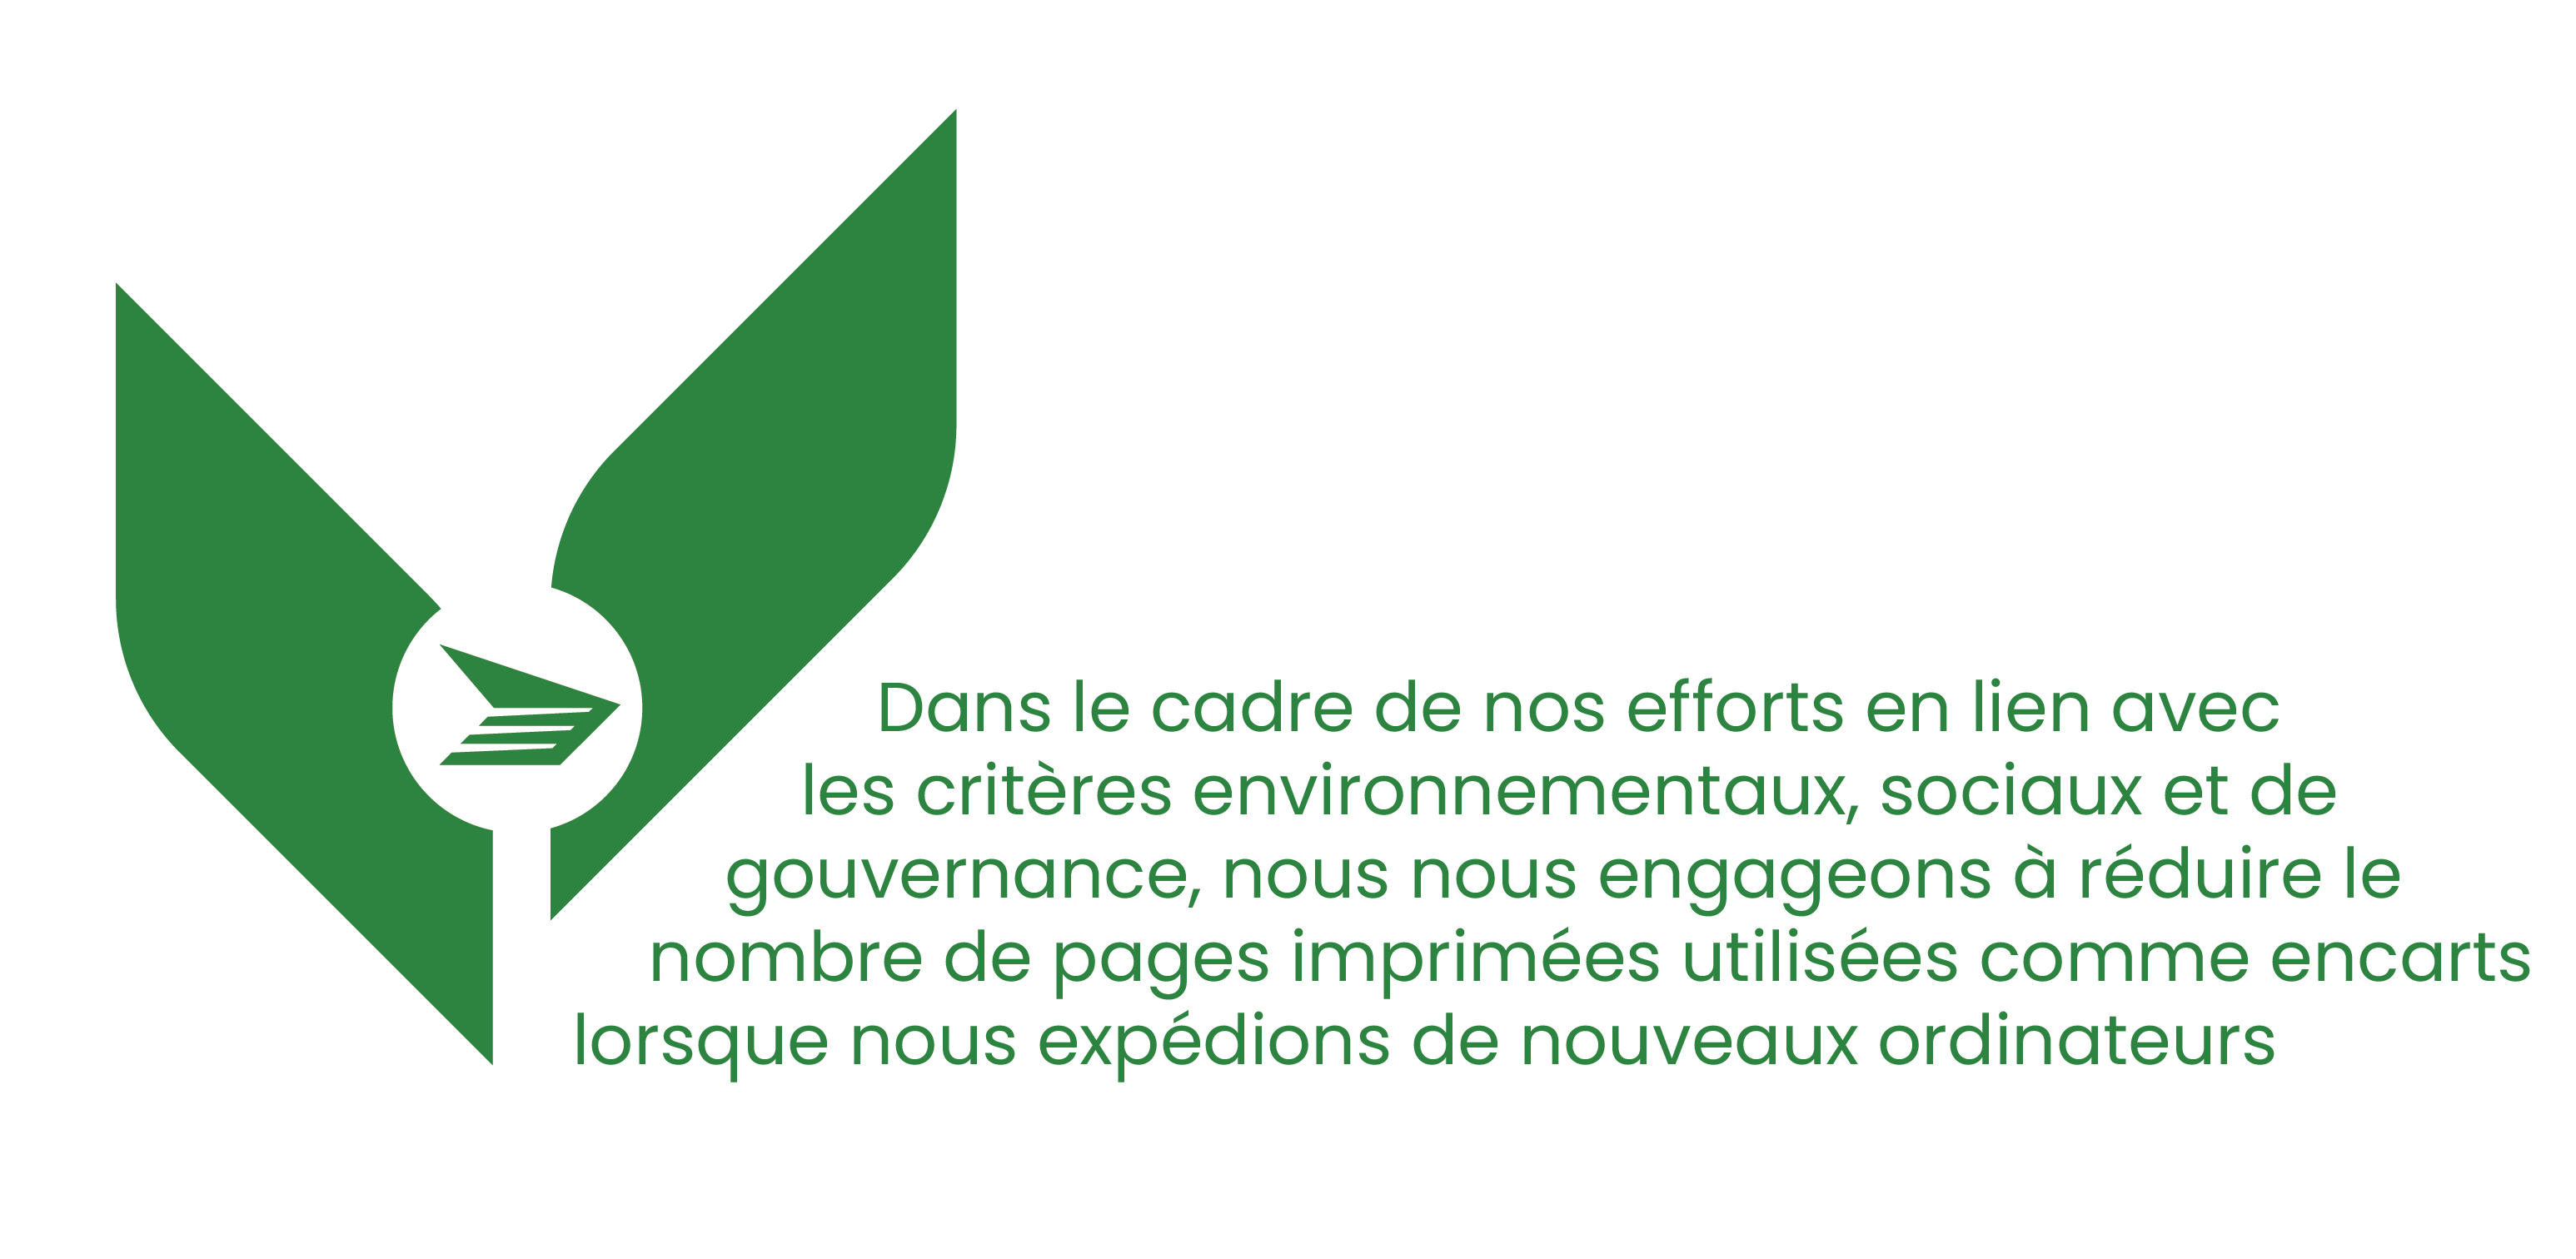 Dans le cadre de nos efforts en lien avec
les critères environnementaux, sociaux et de
gouvernance, nous nous engageons à réduire le
nombre de pages imprimées utilisées comme encarts
lorsque nous expédions de nouveaux ordinateurs